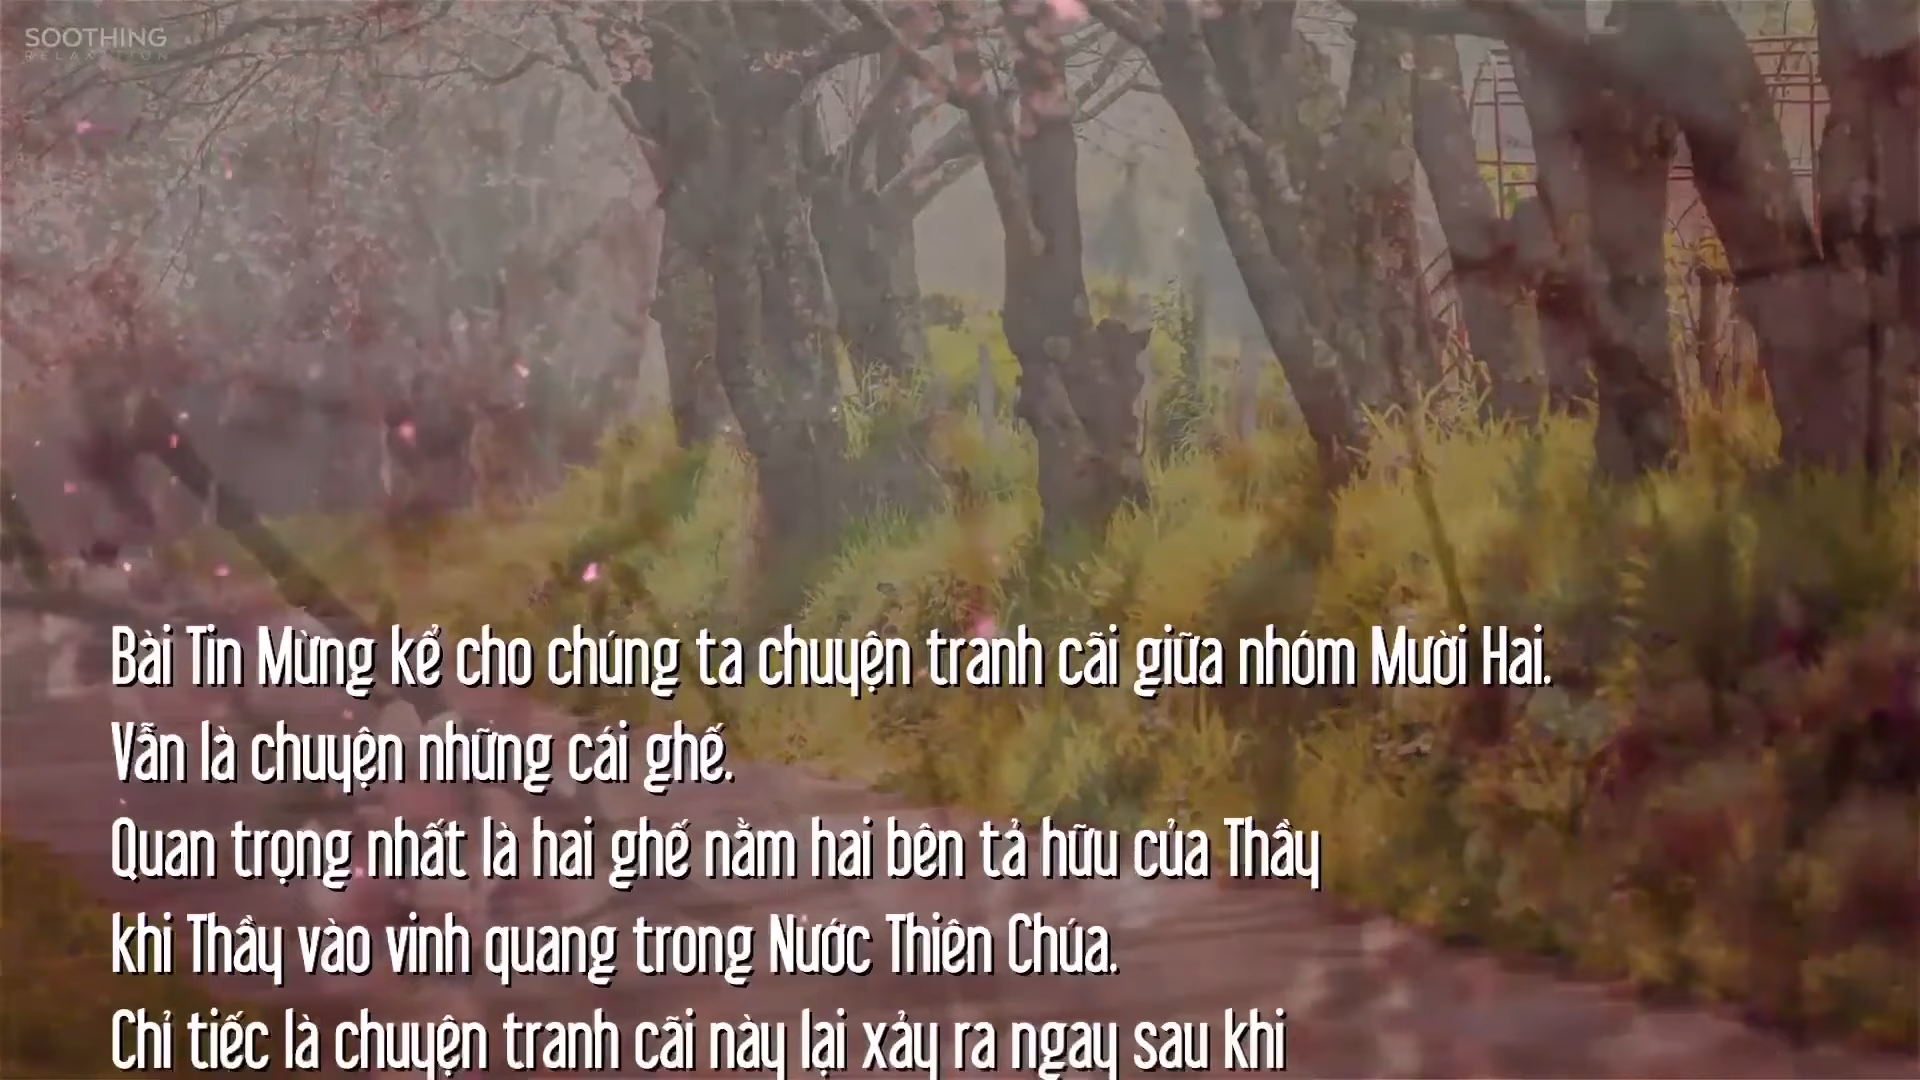 SOOTHING
RELAXATION
Bài Tin Mừng kể cho chúng ta chuyện tranh cãi giữa nhóm Mười Hai.
Vẫn là chuyện những cái ghế.
Quan trọng nhất là hai ghế nằm hai bên tả hữu của Thầy
khi Thầy vào vinh quang trong Nước Thiên Chúa.
Chỉ tiếc là chuyện tranh cãi này lại xảy ra ngay sau khi